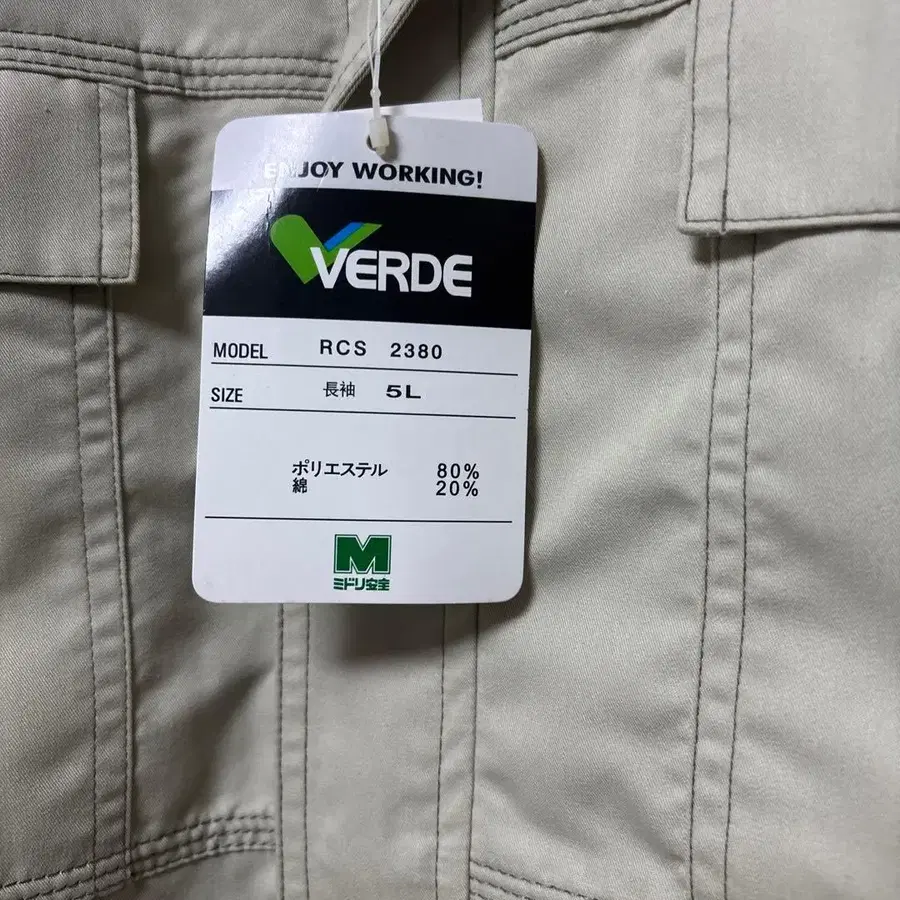 ENJOY WORKING!
VERDE
MODEL RCS 2380
SIZE 長袖 5L
ポリエステル 80%
綿 20%
M
ミドリ安全